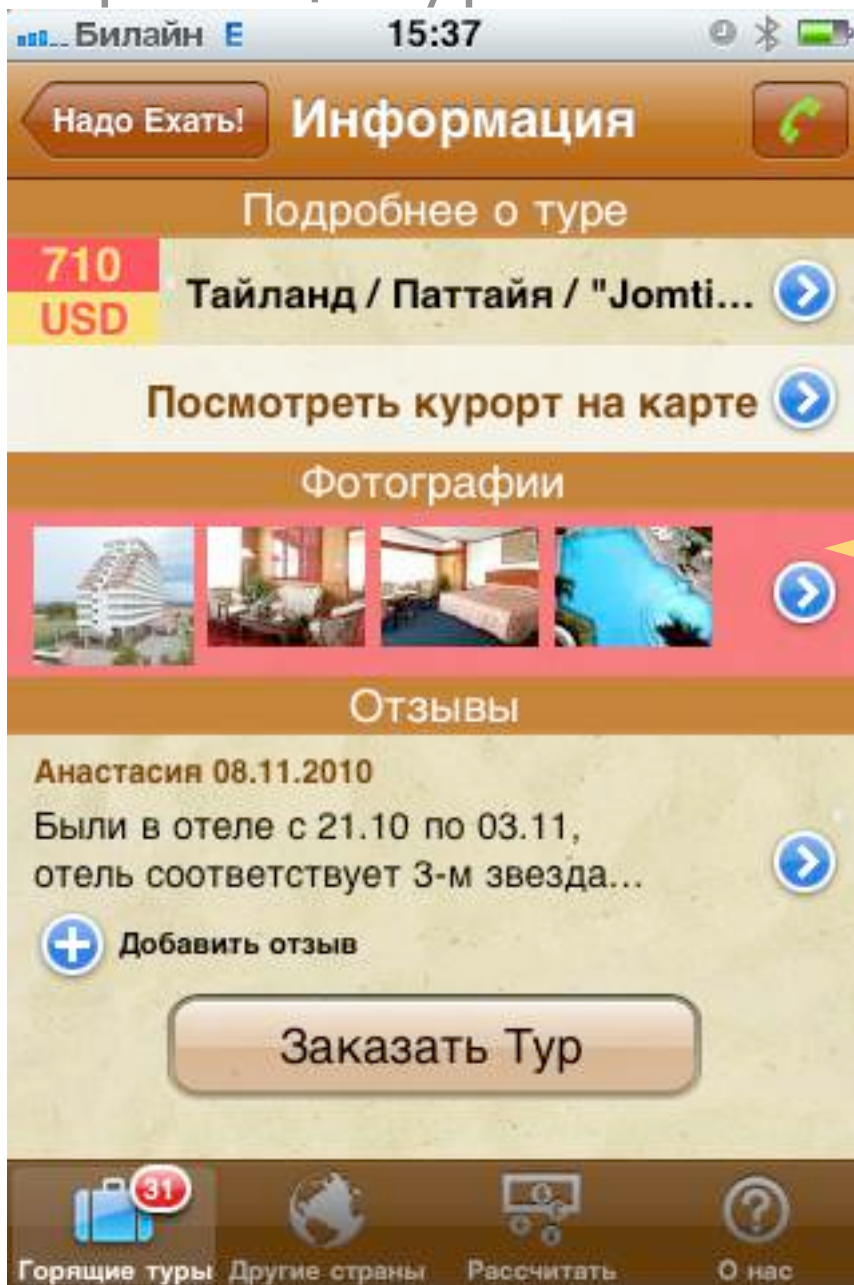 Билайн E 15:37
Надо Ехать! Информация
Подробнее о туре
710
USD
Тайланд / Паттайя / "Jomti...
Посмотреть курорт на карте
Фотографии
Отзывы
Анастасия 08.11.2010
Были в отеле с 21.10 по 03.11,
отель соответствует 3-м звезда...
Добавить отзыв
Заказать Тур
31
Горящие туры Другие страны Рассчитать О нас